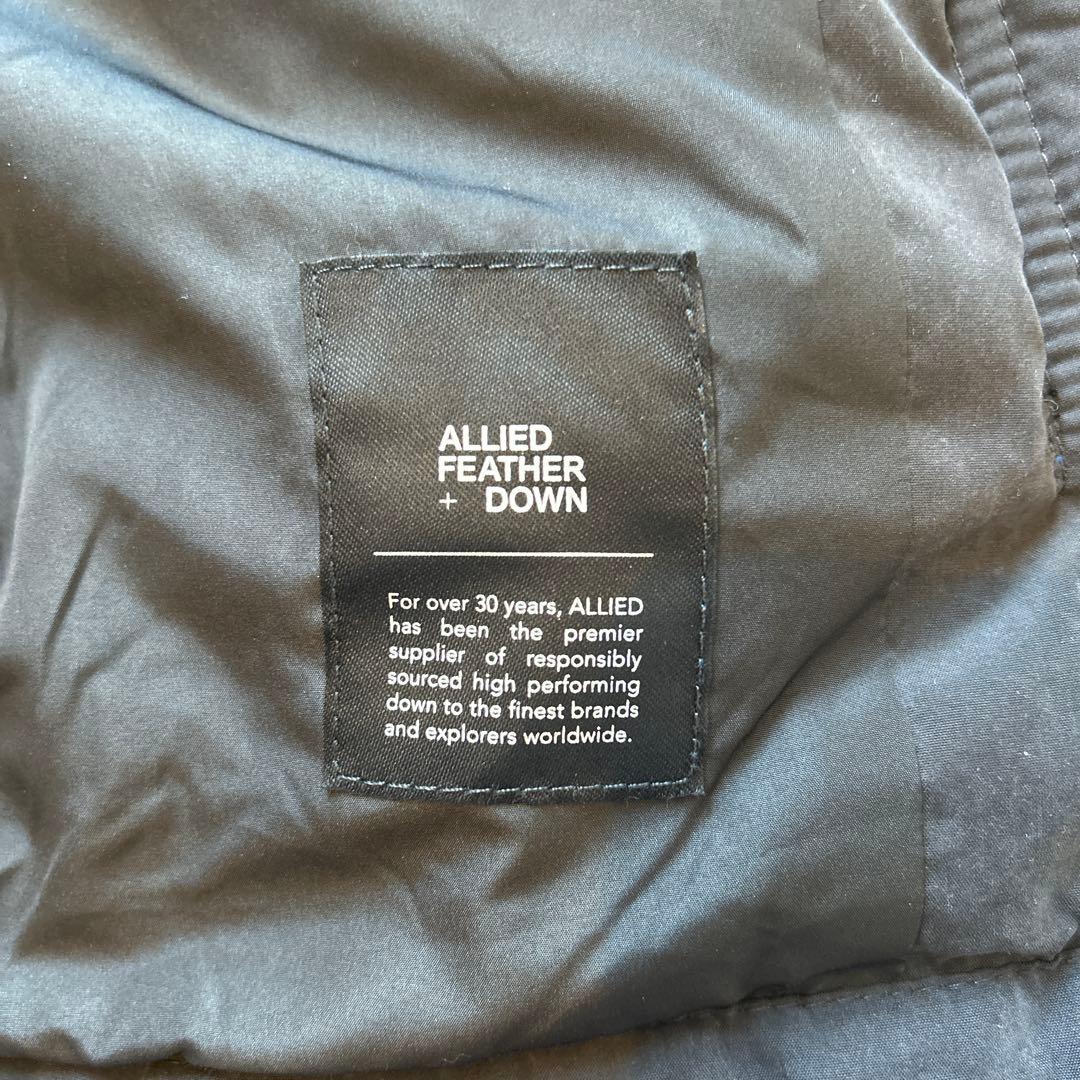 ALLIED
FEATHER
+ DOWN
For over 30 years, ALLIED
has been the premier
supplier of responsibly
sourced high performing
down to the finest brands
and explorers worldwide.